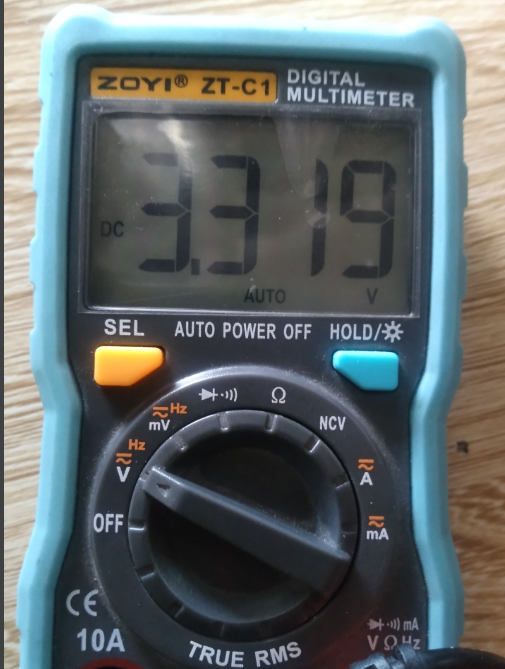 ZOYI® ZT-C1
DIGITAL
MULTIMETER
DC
3.319
AUTO V
SEL AUTO POWER OFF HOLD/☼
Hz
mV
Ω
NCV
Hz
V
A
OFF
mA
CE
10A
TRUE RMS
mA
V Ω Hz